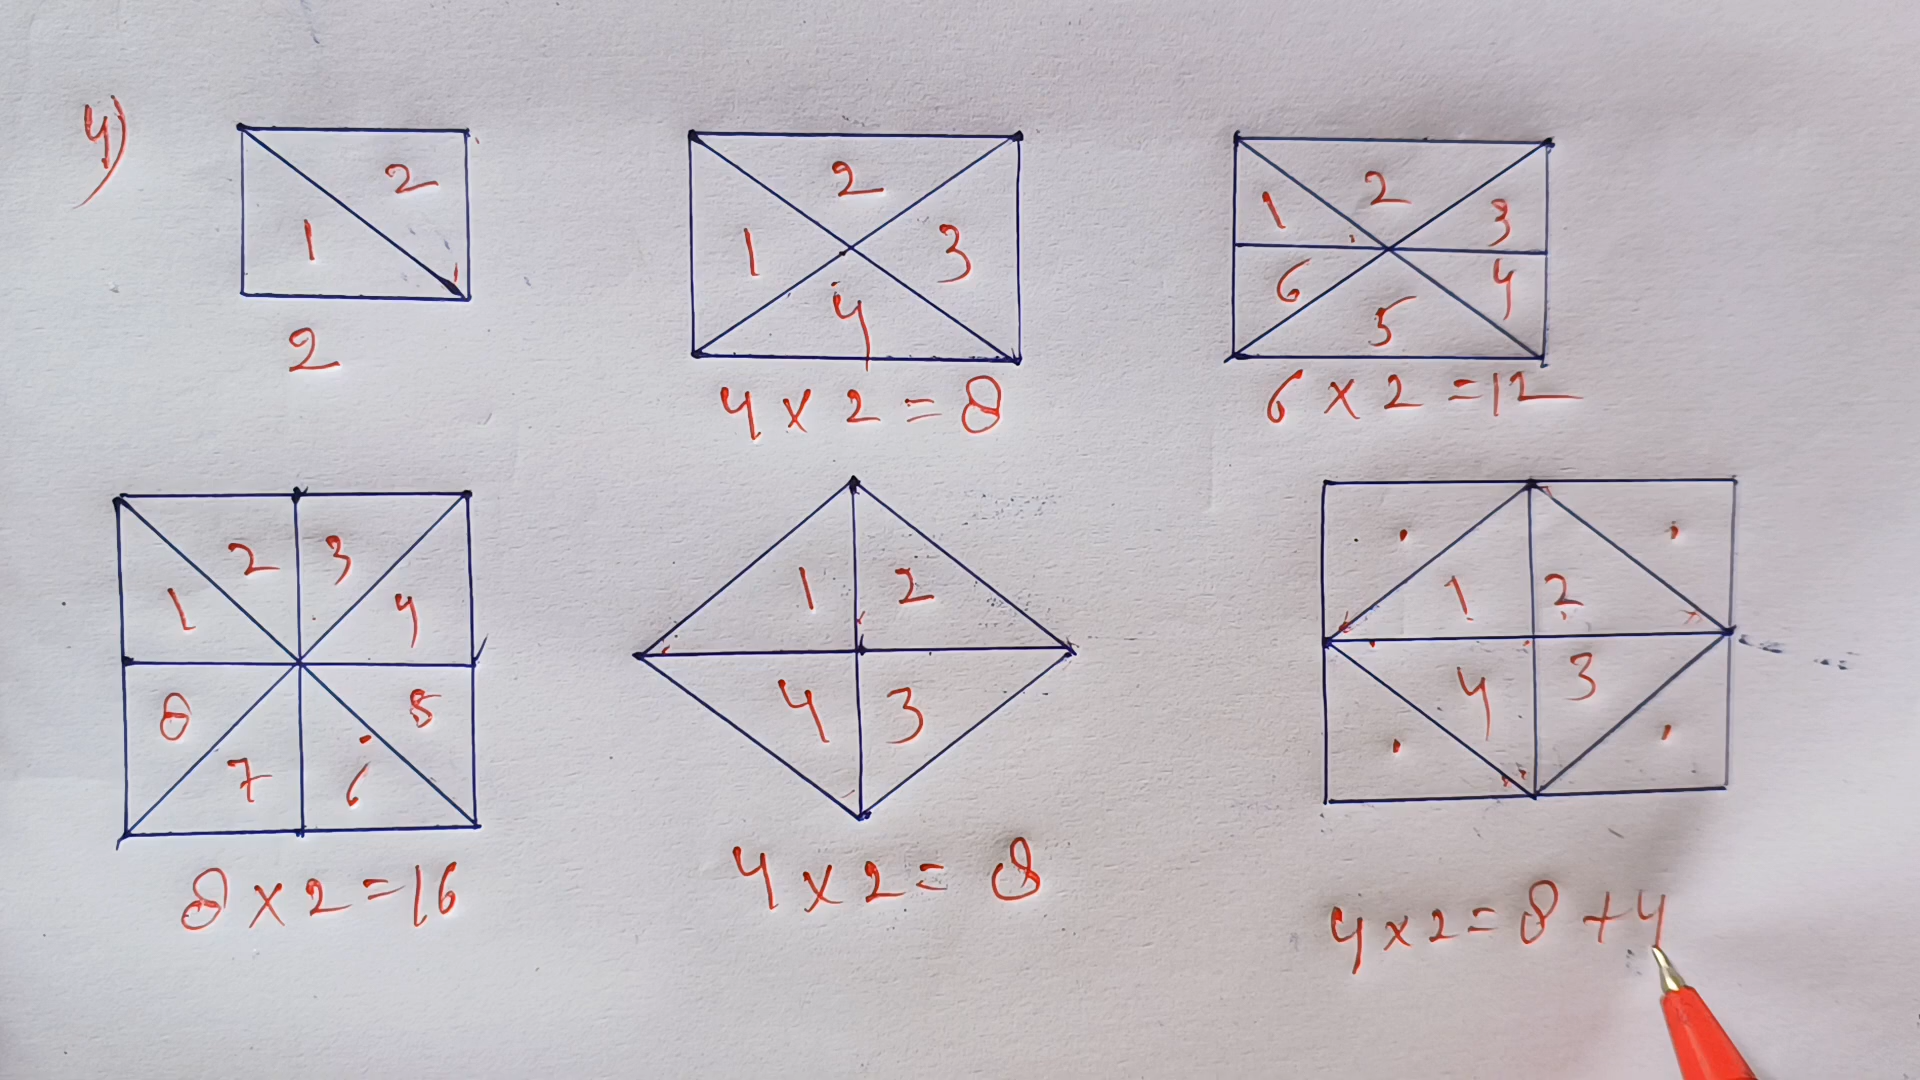 4)
1 2
2
1 2 3 4
4 x 2 = 8
1 2 3 4 5 6
6 x 2 = 12
1 2 3 4 5 6 7 8
8 x 2 = 16
1 2 3 4
4 x 2 = 8
1 2 3 4
4 x 2 = 8 + 4